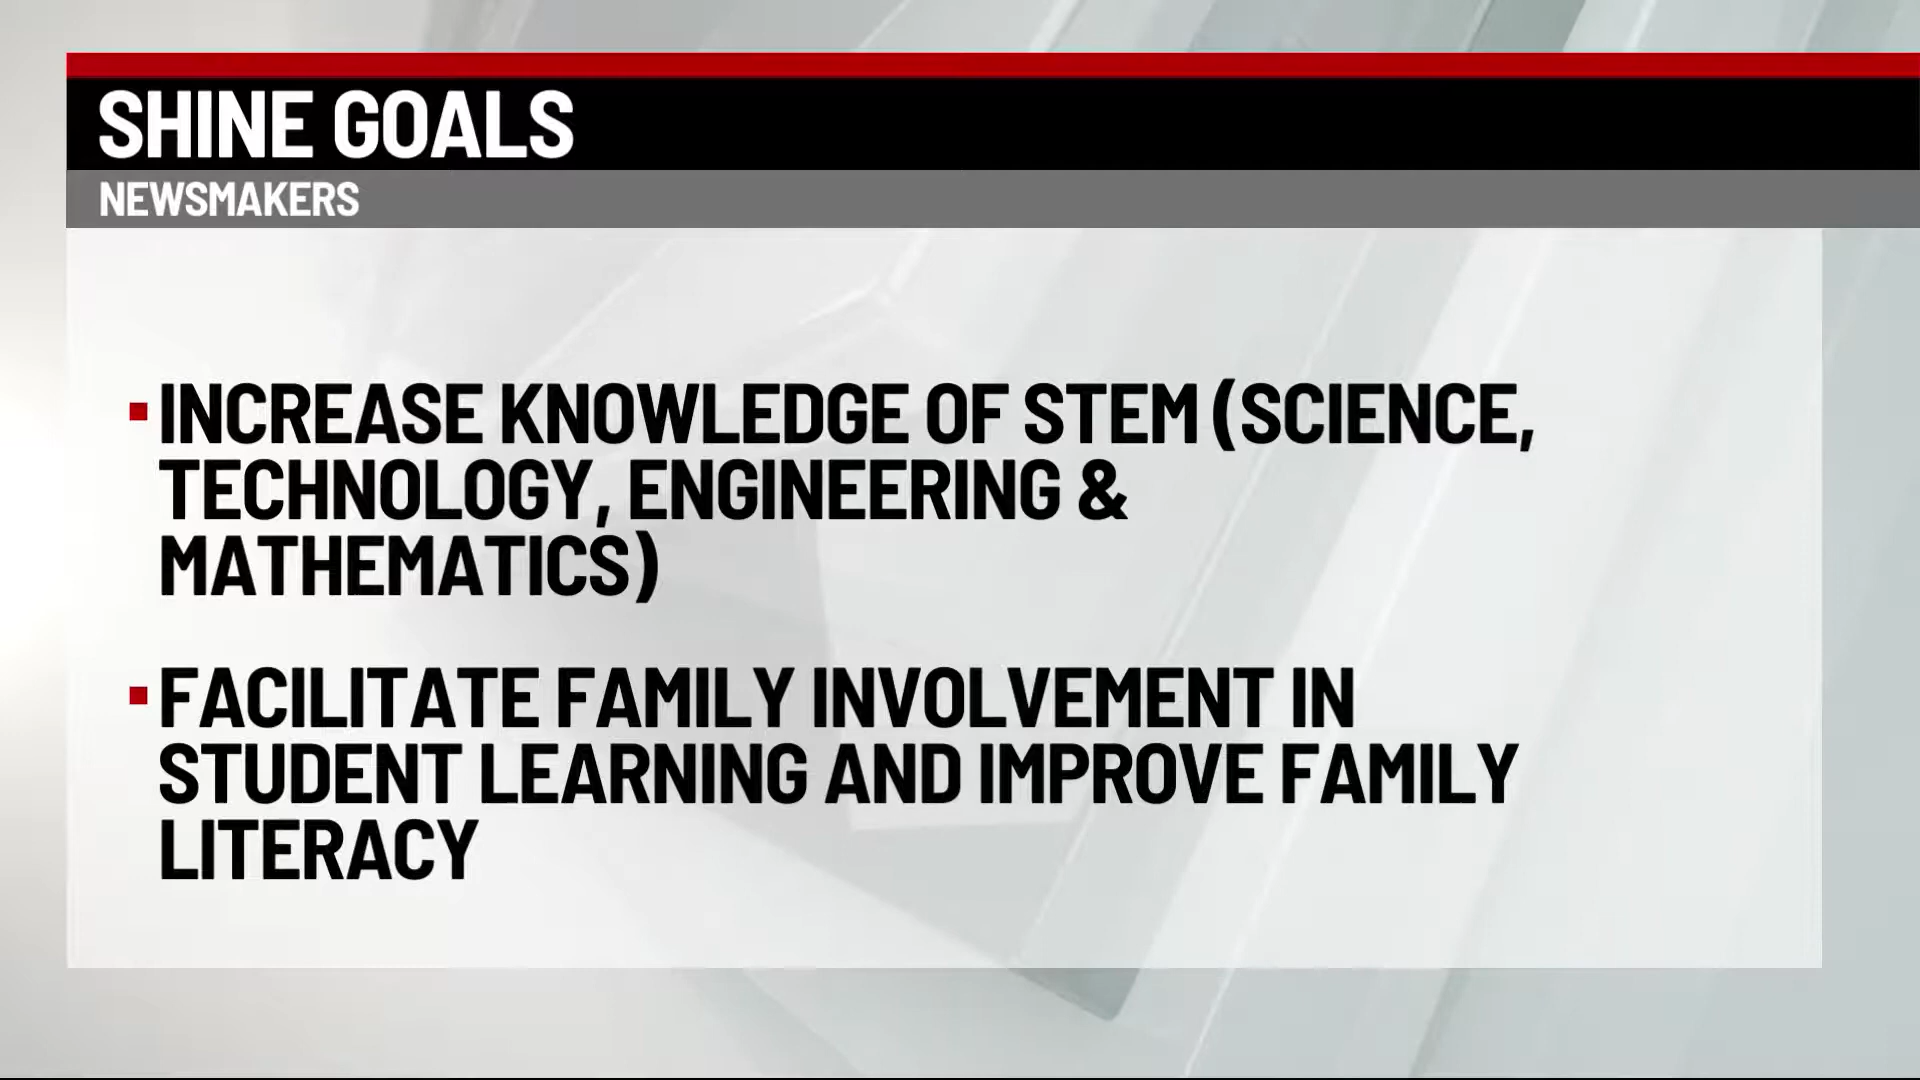 SHINE GOALS
NEWSMAKERS
INCREASE KNOWLEDGE OF STEM (SCIENCE,
TECHNOLOGY, ENGINEERING &
MATHEMATICS)
FACILITATE FAMILY INVOLVEMENT IN
STUDENT LEARNING AND IMPROVE FAMILY
LITERACY